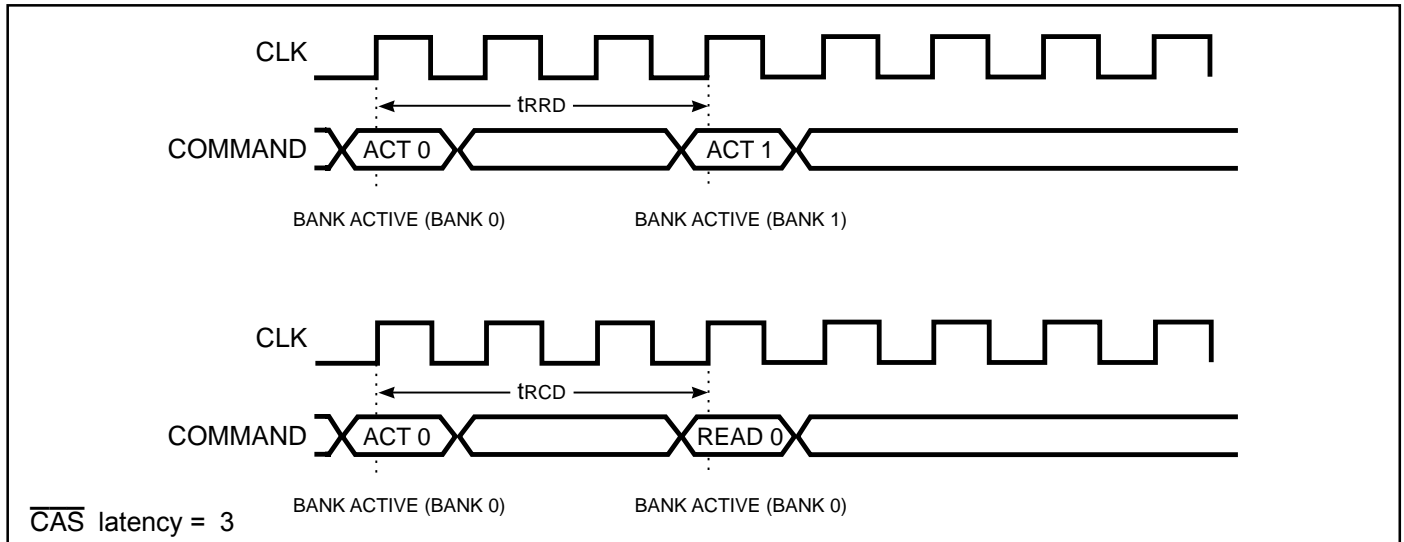 CLK
tRRD
COMMAND ACT 0 ACT 1
BANK ACTIVE (BANK 0) BANK ACTIVE (BANK 1)
CLK
tRCD
COMMAND ACT 0 READ 0
BANK ACTIVE (BANK 0) BANK ACTIVE (BANK 0)
C̅A̅S̅ latency = 3